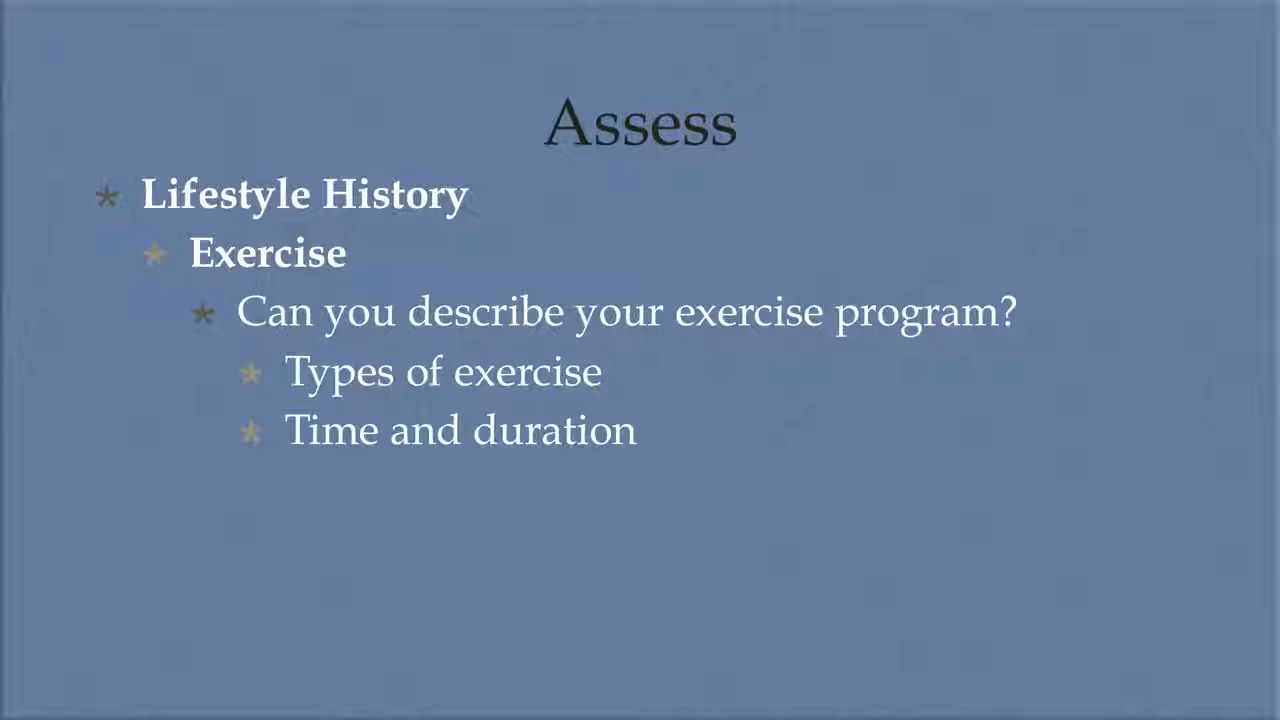 Assess
* Lifestyle History
* Exercise
* Can you describe your exercise program?
* Types of exercise
* Time and duration